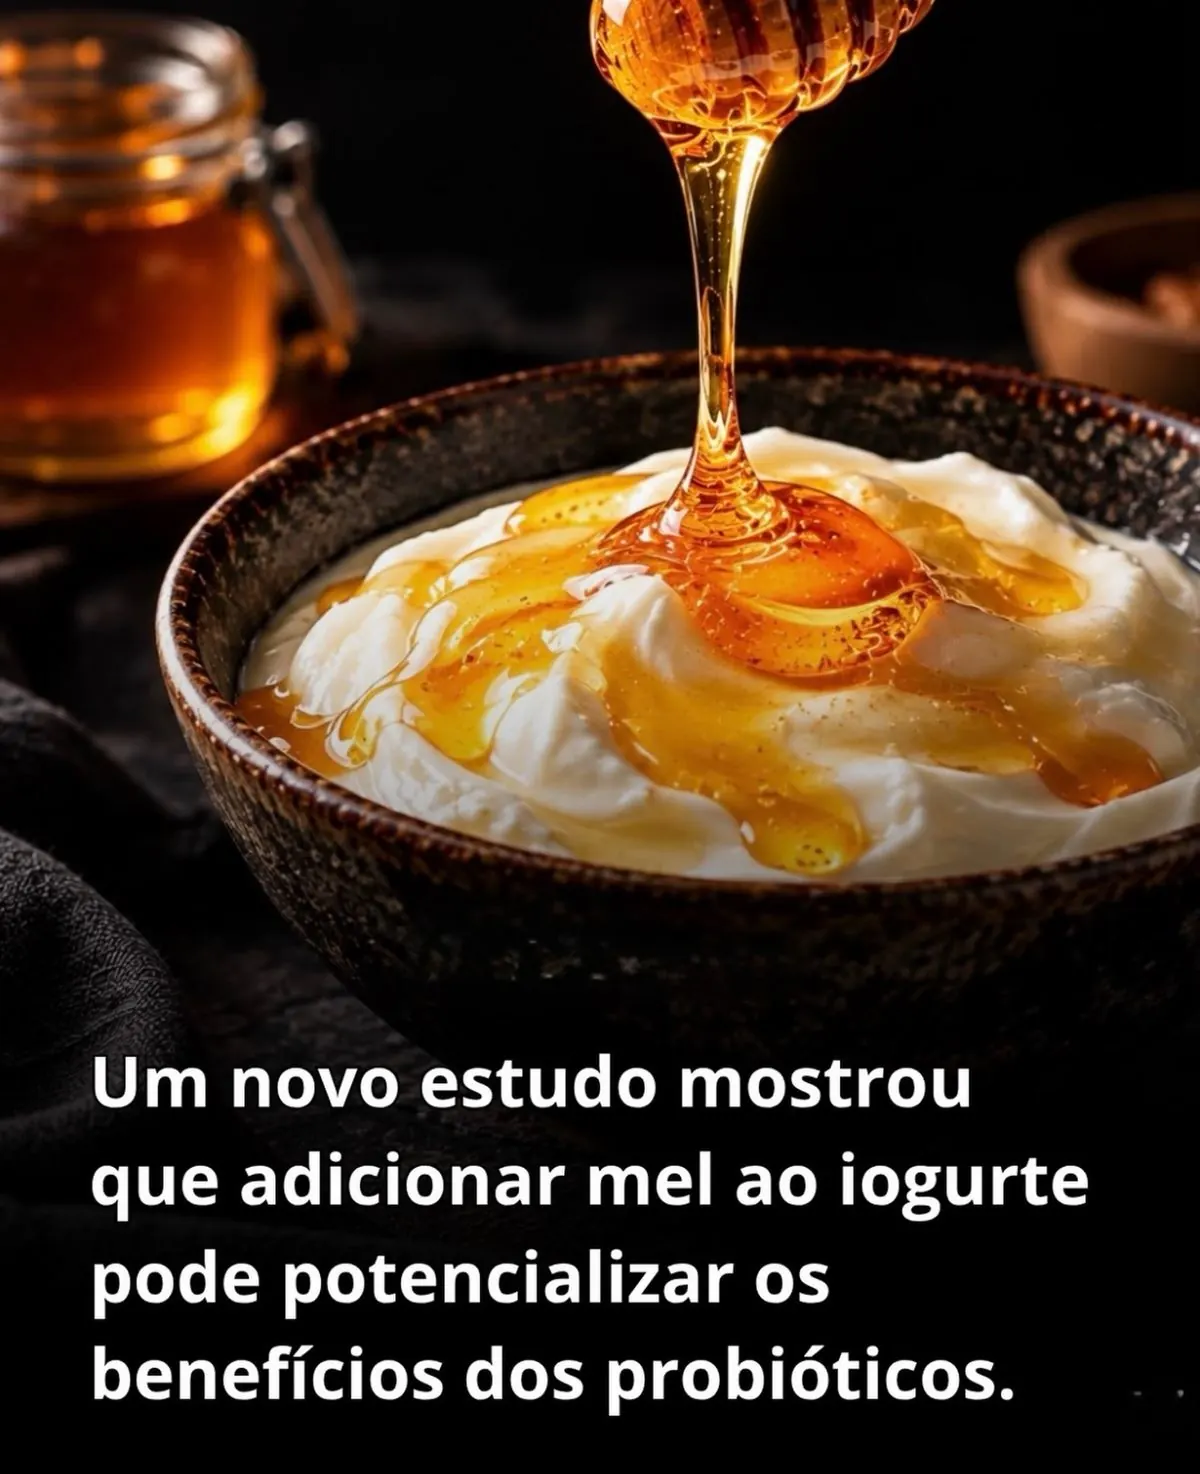 Um novo estudo mostrou
que adicionar mel ao iogurte
pode potencializar os
benefícios dos probióticos.